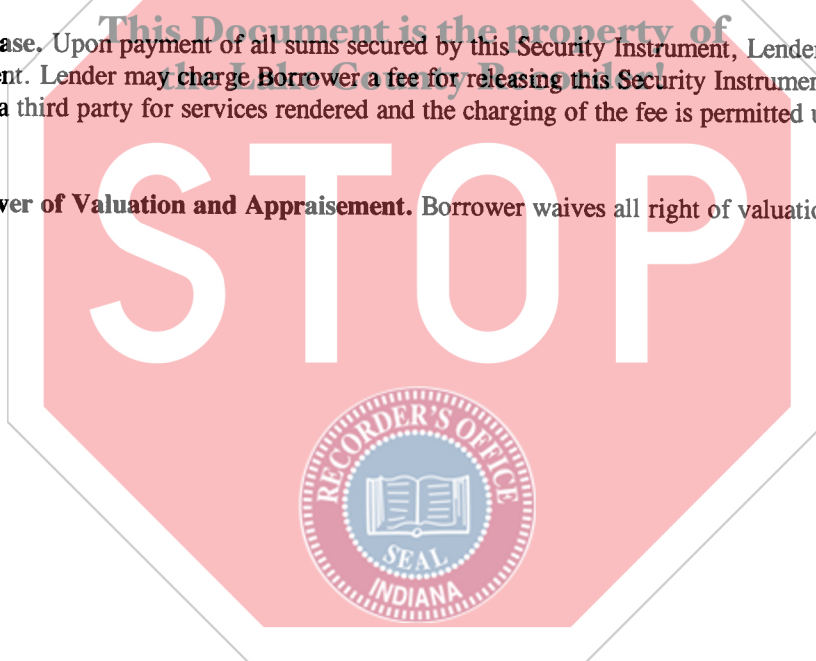 This Document is the property of
ase. Upon payment of all sums secured by this Security Instrument, Lender
the Lake County Recorder!
ent. Lender may charge Borrower a fee for releasing this Security Instrumen
a third party for services rendered and the charging of the fee is permitted u
STOP
ver of Valuation and Appraisement. Borrower waives all right of valuatio
RECORDER'S OFFICE
SEAL
INDIANA